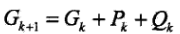 G_{k+1} = G_k + P_k + Q_k